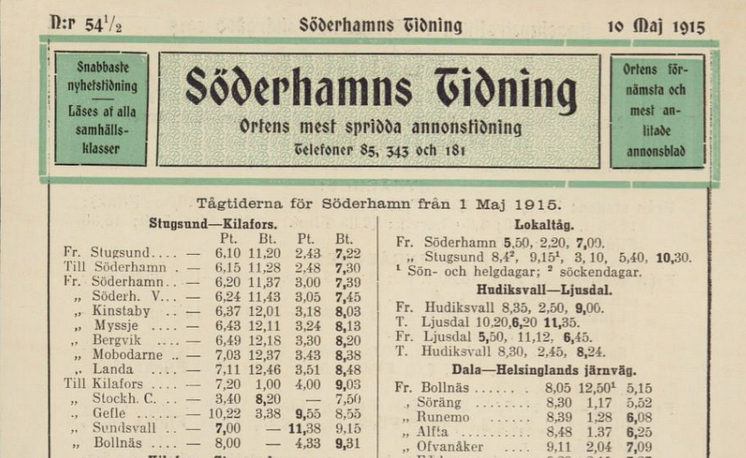 N:r 54½
Söderhamns Tidning
10 Maj 1915
Snabbaste
nyhetstidning
Läses af alla
samhälls-
klasser
Söderhamns Tidning
Ortens mest spridda annonstidning
Telefoner 85, 343 och 181
Ortens för-
nämsta och
mest an-
litade
annonsblad
Tågtiderna för Söderhamn från 1 Maj 1915.
Stugsund—Kilafors.
Pt. Bt. Pt. Bt.
Fr. Stugsund.... — 6,10 11,20 2,43 7,22
Till Söderhamn . — 6,15 11,28 2,48 7,30
Fr. Söderhamn.. — 6,20 11,37 3,00 7,39
„ Söderh. V... — 6,24 11,43 3,05 7,45
„ Kinstaby .. — 6,37 12,01 3,18 8,03
„ Myssje .... — 6,43 12,11 3,24 8,13
„ Bergvik .... — 6,49 12,18 3,30 8,20
„ Mobodarne .. — 7,03 12,37 3,43 8,38
„ Landa .... — 7,11 12,46 3,51 8,48
Till Kilafors .... — 7,20 1,00 4,00 9,03
„ Stockh. C. .. — 3,40 8,20 — 7,50
„ Gefle ...... — 10,22 3,38 9,55 8,55
„ Sundsvall .. — 7,00 — 11,38 9,15
„ Bollnäs .... — 8,00 — 4,33 9,31
Lokaltåg.
Fr. Söderhamn 5,50, 2,20, 7,00.
„ Stugsund 8,4², 9,15¹, 3,10, 5,40, 10,30.
¹ Sön- och helgdagar; ² söckendagar.
Hudiksvall—Ljusdal.
Fr. Hudiksvall 8,35, 2,50, 9,00.
T. Ljusdal 10,20,6,20 11,35.
Fr. Ljusdal 5,50, 11,12, 6,45.
T. Hudiksvall 8,30, 2,45, 8,24.
Dala—Helsinglands järnväg.
Fr. Bollnäs ...... 8,05 12,50¹ 5,15
„ Söräng ........ 8,30 1,17 5,52
„ Runemo ...... 8,39 1,28 6,08
„ Alfta ........ 8,48 1,37 6,25
„ Ofvanåker .... 9,11 2,04 7,09